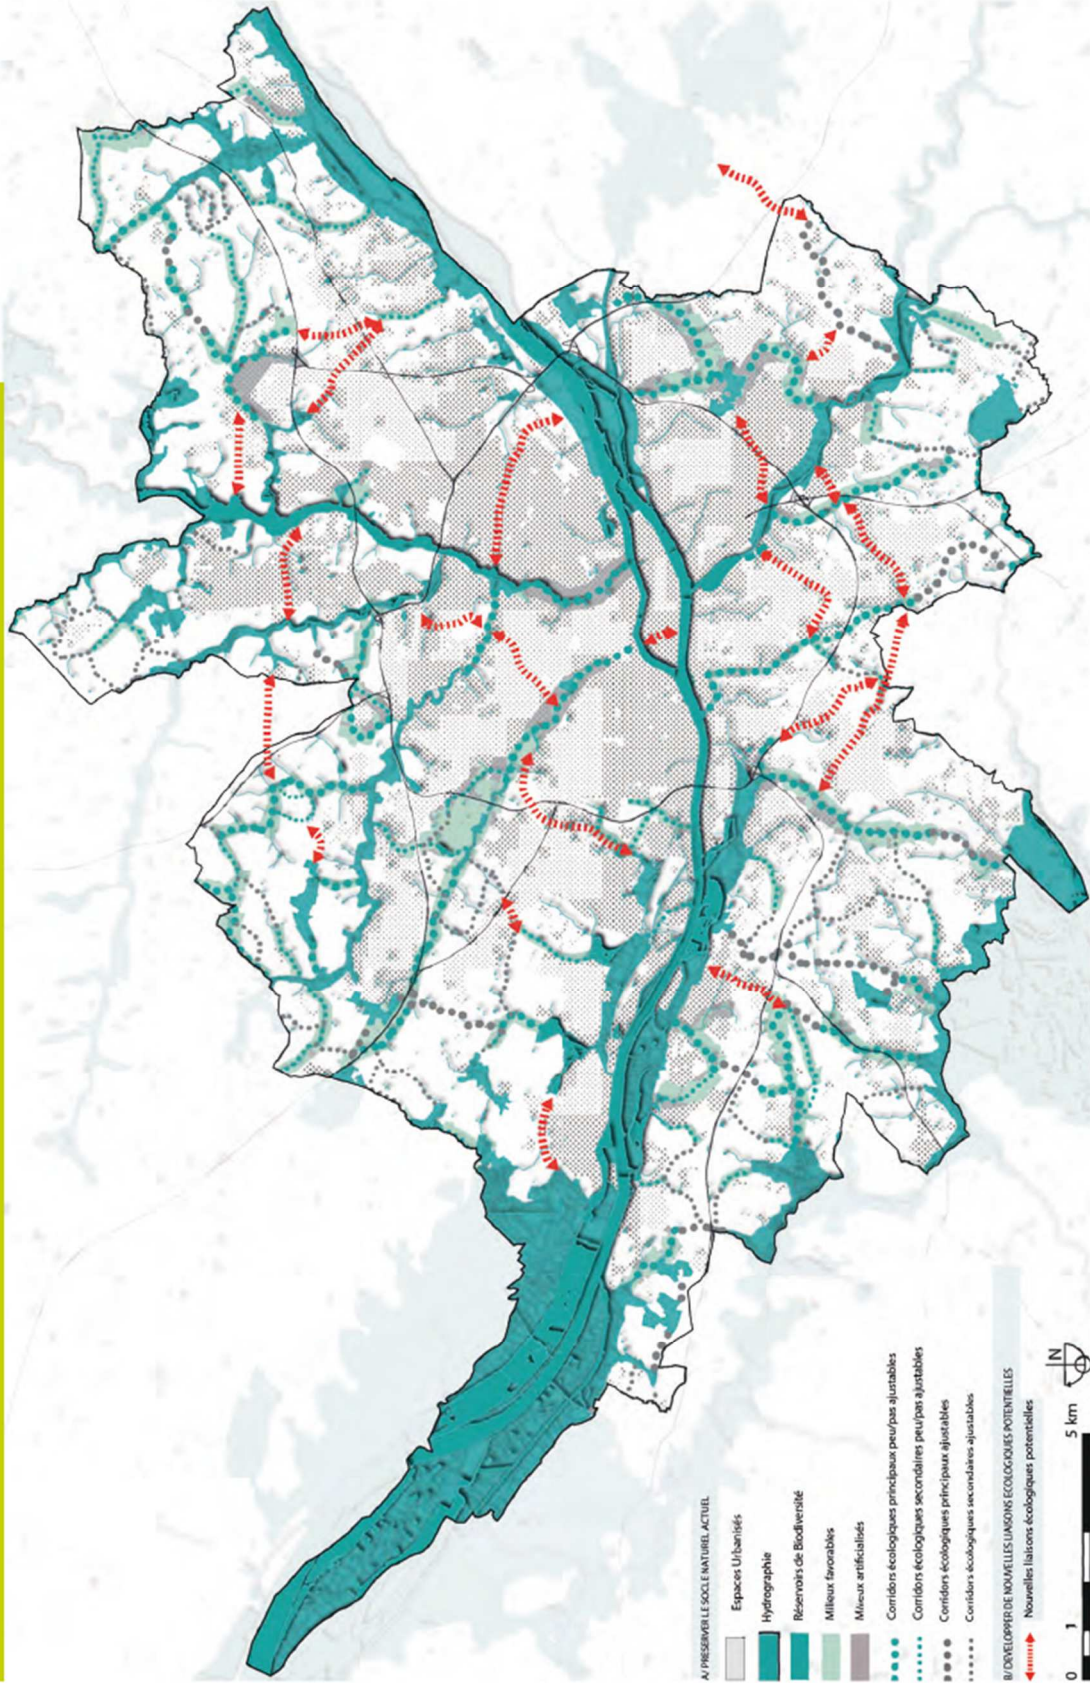 A/ PRESERVER LE SOCLE NATUREL ACTUEL
Espaces Urbanisés
Hydrographie
Réservoirs de Biodiversité
Milieux favorables
Milieux artificialisés
Corridors écologiques principaux peu/pas ajustables
Corridors écologiques secondaires peu/pas ajustables
Corridors écologiques principaux ajustables
Corridors écologiques secondaires ajustables
B/ DEVELOPPER DE NOUVELLES LIAISONS ECOLOGIQUES POTENTIELLES
Nouvelles liaisons écologiques potentielles
0 1 5 km
N